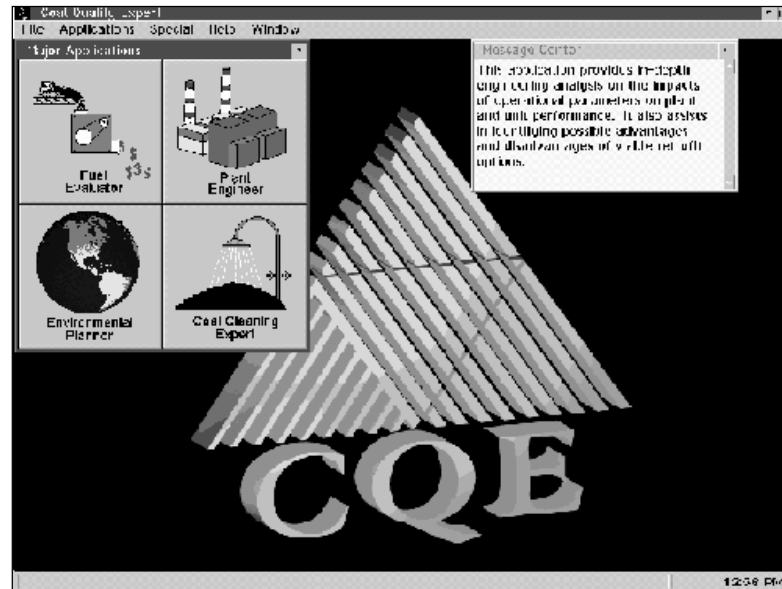 Coal Quality Expert
File Applications Special Help Window
Major Applications
Fuel
Evaluator
$
$
$$$
Plant
Engineer
Environmental
Planner
Coal Cleaning
Expert
Message Center
This application provides in-depth
engineering analysis on the impacts
of operational parameters on plant
and unit performance. It also assists
in identifying possible advantages
and disadvantages of viable retrofit
options.
CQE
PM